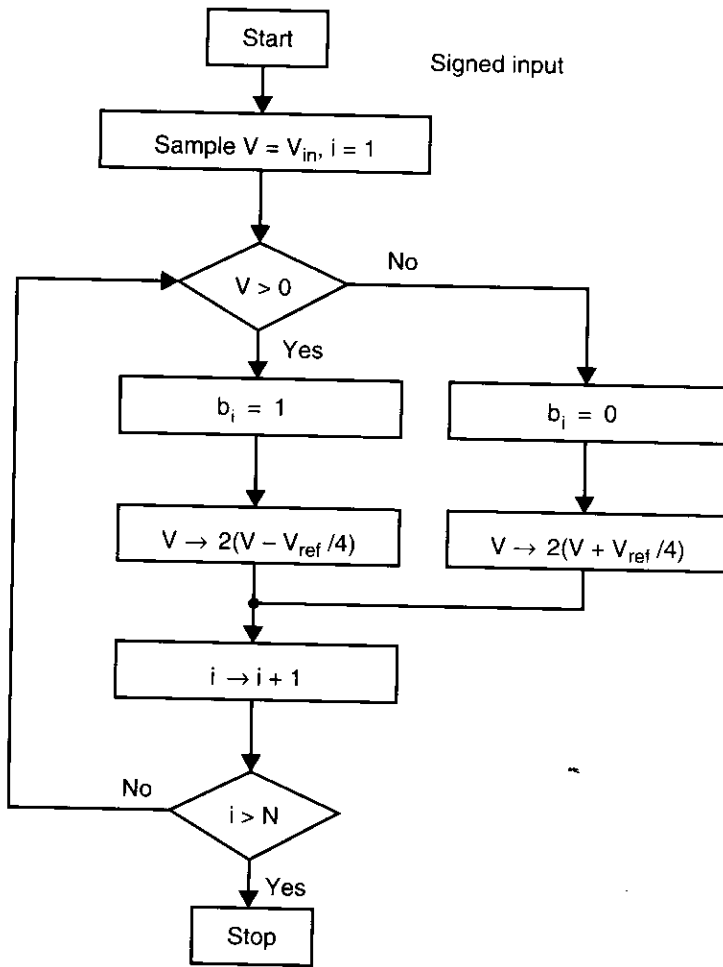 Start
Signed input
Sample V = V_in, i = 1
V > 0
No
Yes
b_i = 1
b_i = 0
V → 2(V − V_ref /4)
V → 2(V + V_ref /4)
i → i + 1
No
i > N
Yes
Stop